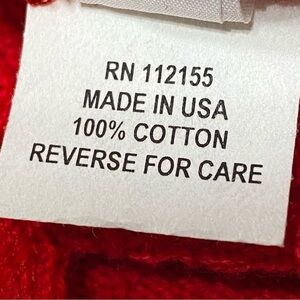 RN 112155
MADE IN USA
100% COTTON
REVERSE FOR CARE